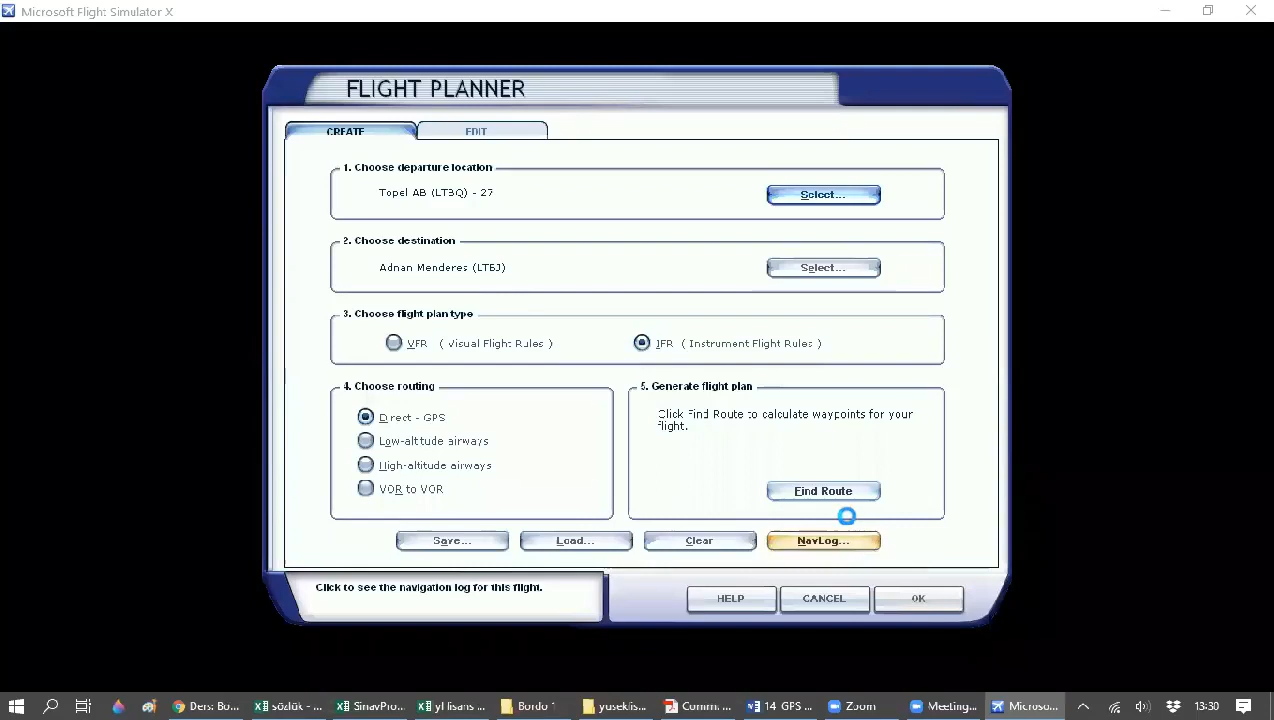 Microsoft Flight Simulator X
FLIGHT PLANNER
CREATE
EDIT
1. Choose departure location
Topel AB (LTBQ) - 27
Select...
2. Choose destination
Adnan Menderes (LTBJ)
Select...
3. Choose flight plan type
VFR ( Visual Flight Rules )
IFR ( Instrument Flight Rules )
4. Choose routing
Direct - GPS
Low-altitude airways
High-altitude airways
VOR to VOR
5. Generate flight plan
Click Find Route to calculate waypoints for your
flight.
Find Route
Save...
Load...
Clear
NavLog...
Click to see the navigation log for this flight.
HELP
CANCEL
OK
Ders Bo...
sözlük - ...
SinavPro...
yl lisans ...
Bordo 1
yuseklis...
Comm...
14 GPS ...
Zoom
Meeting...
Microso...
13:30